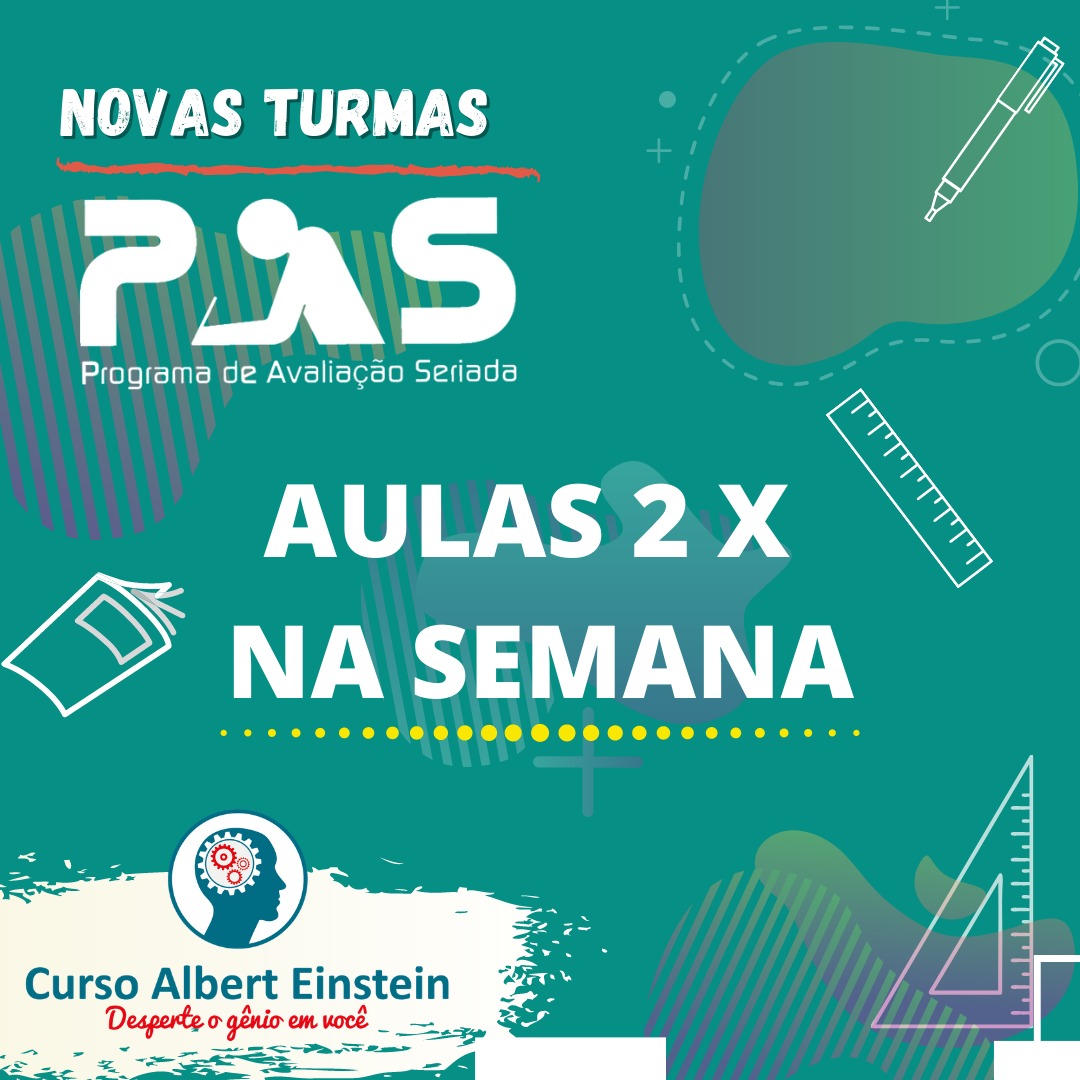 NOVAS TURMAS
PAS
Programa de Avaliação Seriada
AULAS 2 X
NA SEMANA
Curso Albert Einstein
Desperte o gênio em você